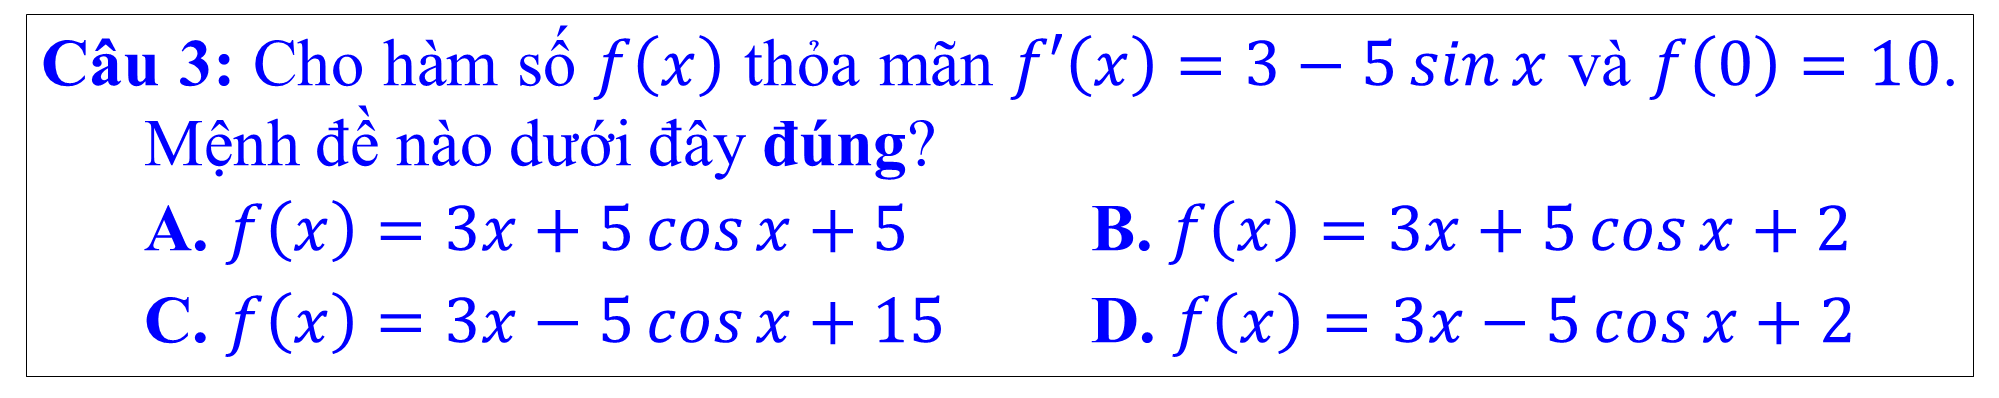 Câu 3: Cho hàm số f(x) thỏa mãn f′(x) = 3 − 5 sin x và f(0) = 10.
Mệnh đề nào dưới đây đúng?
A. f(x) = 3x + 5 cos x + 5 B. f(x) = 3x + 5 cos x + 2
C. f(x) = 3x − 5 cos x + 15 D. f(x) = 3x − 5 cos x + 2